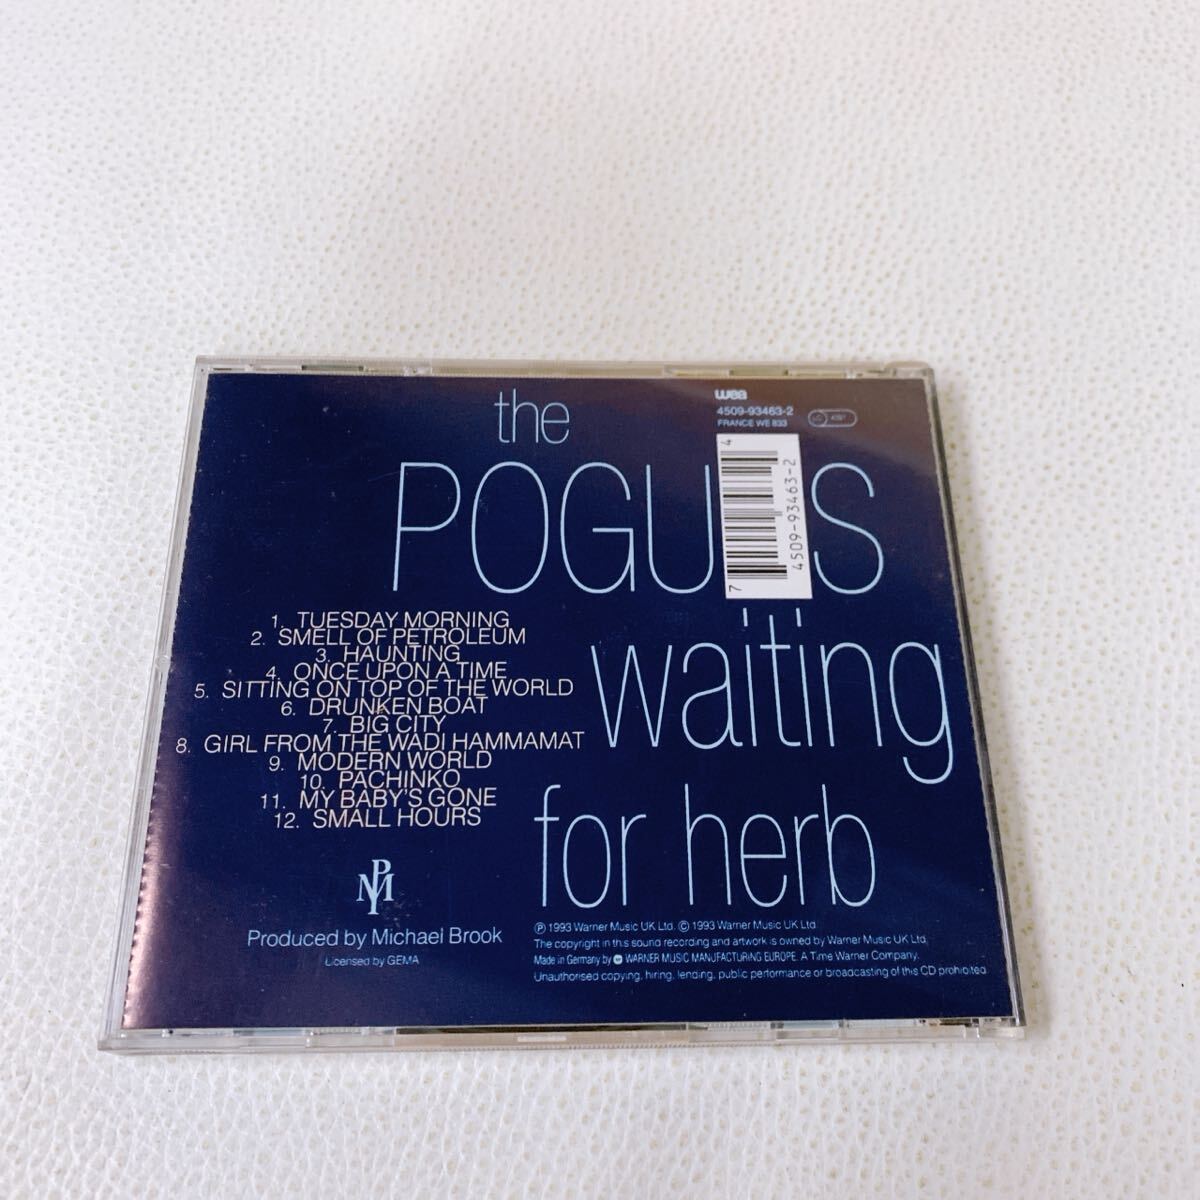 the
POGUES
waiting
for herb
wea
4509-93463-2
FRANCE WE 833
LC
7 4509-93463-2 4
1. TUESDAY MORNING
2. SMELL OF PETROLEUM
3. HAUNTING
4. ONCE UPON A TIME
5. SITTING ON TOP OF THE WORLD
6. DRUNKEN BOAT
7. BIG CITY
8. GIRL FROM THE WADI HAMMAMAT
9. MODERN WORLD
10. PACHINKO
11. MY BABY'S GONE
12. SMALL HOURS
PM
Produced by Michael Brook
Licensed by GEMA
℗ 1993 Warner Music UK Ltd. © 1993 Warner Music UK Ltd.
The copyright in this sound recording and artwork is owned by Warner Music UK Ltd.
Made in Germany by WARNER MUSIC MANUFACTURING EUROPE. A Time Warner Company.
Unauthorised copying, hiring, lending, public performance or broadcasting of this CD prohibited